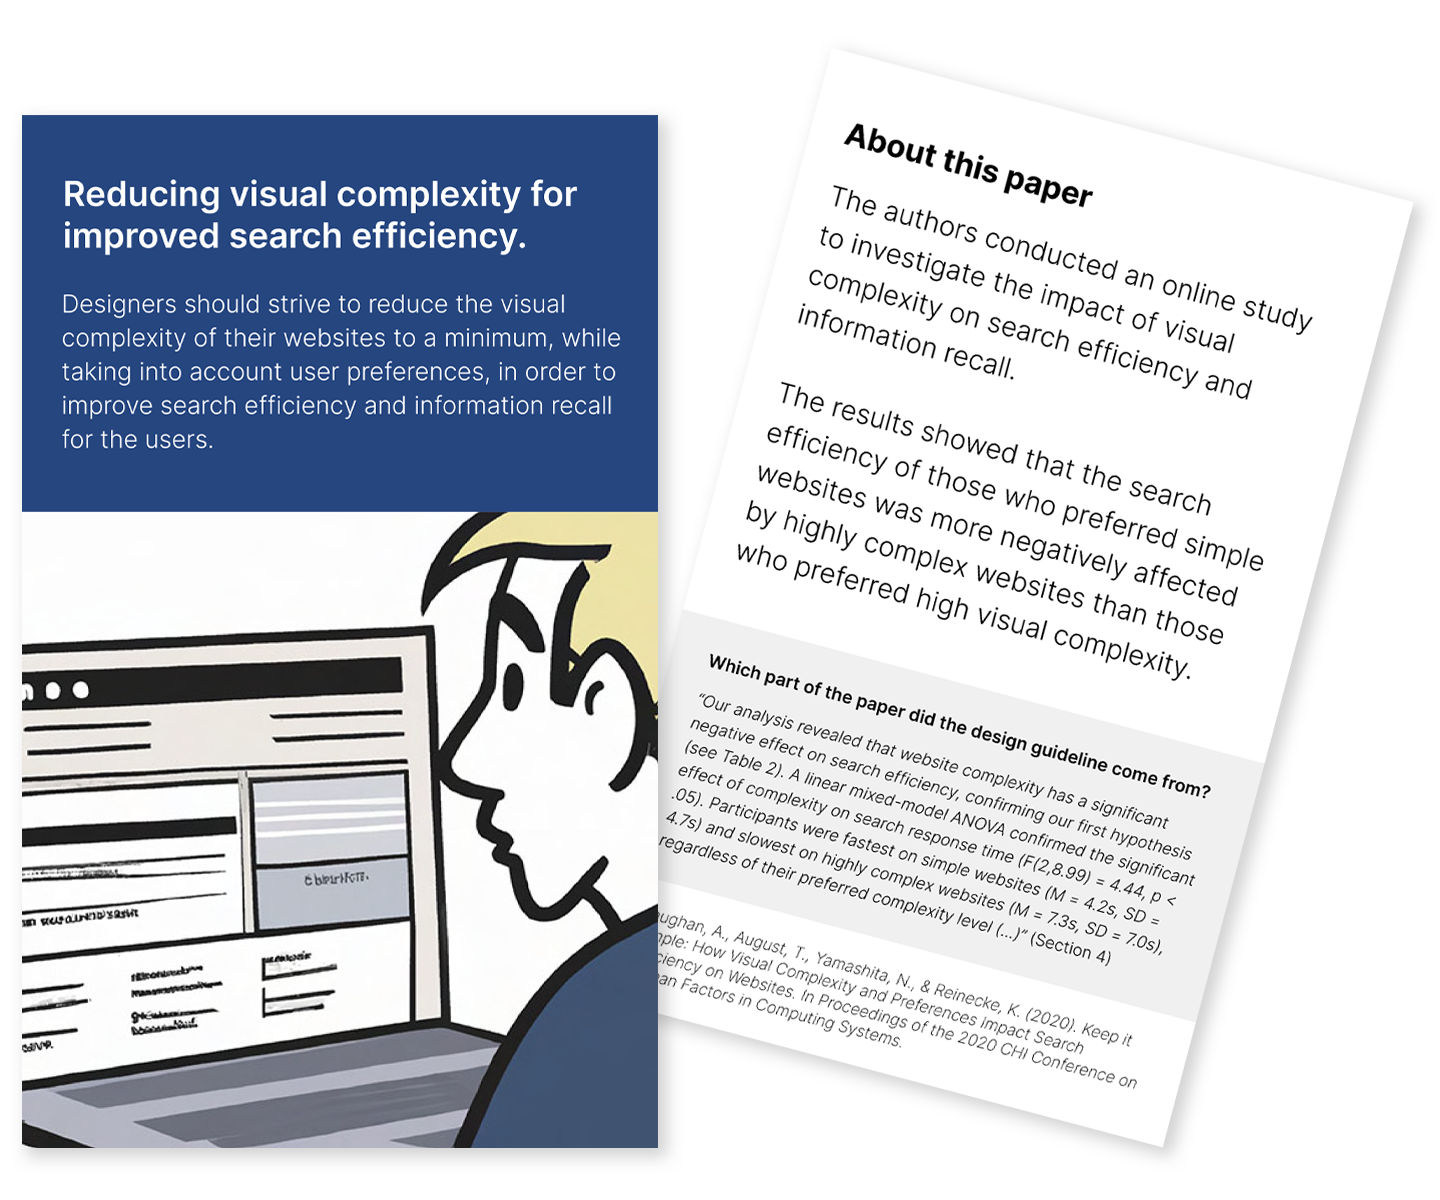 Reducing visual complexity for
improved search efficiency.
Designers should strive to reduce the visual
complexity of their websites to a minimum, while
taking into account user preferences, in order to
improve search efficiency and information recall
for the users.
About this paper
The authors conducted an online study
to investigate the impact of visual
complexity on search efficiency and
information recall.
The results showed that the search
efficiency of those who preferred simple
websites was more negatively affected
by highly complex websites than those
who preferred high visual complexity.
Which part of the paper did the design guideline come from?
“Our analysis revealed that website complexity has a significant
negative effect on search efficiency, confirming our first hypothesis
(see Table 2). A linear mixed-model ANOVA confirmed the significant
effect of complexity on search response time (F(2,8.99) = 4.44, p <
.05). Participants were fastest on simple websites (M = 4.2s, SD =
4.7s) and slowest on highly complex websites (M = 7.3s, SD = 7.0s),
regardless of their preferred complexity level (...)” (Section 4)
A., August, T., Yamashita, N., & Reinecke, K. (2020). Keep it
How Visual Complexity and Preferences Impact Search
on Websites. In Proceedings of the 2020 CHI Conference on
Factors in Computing Systems.